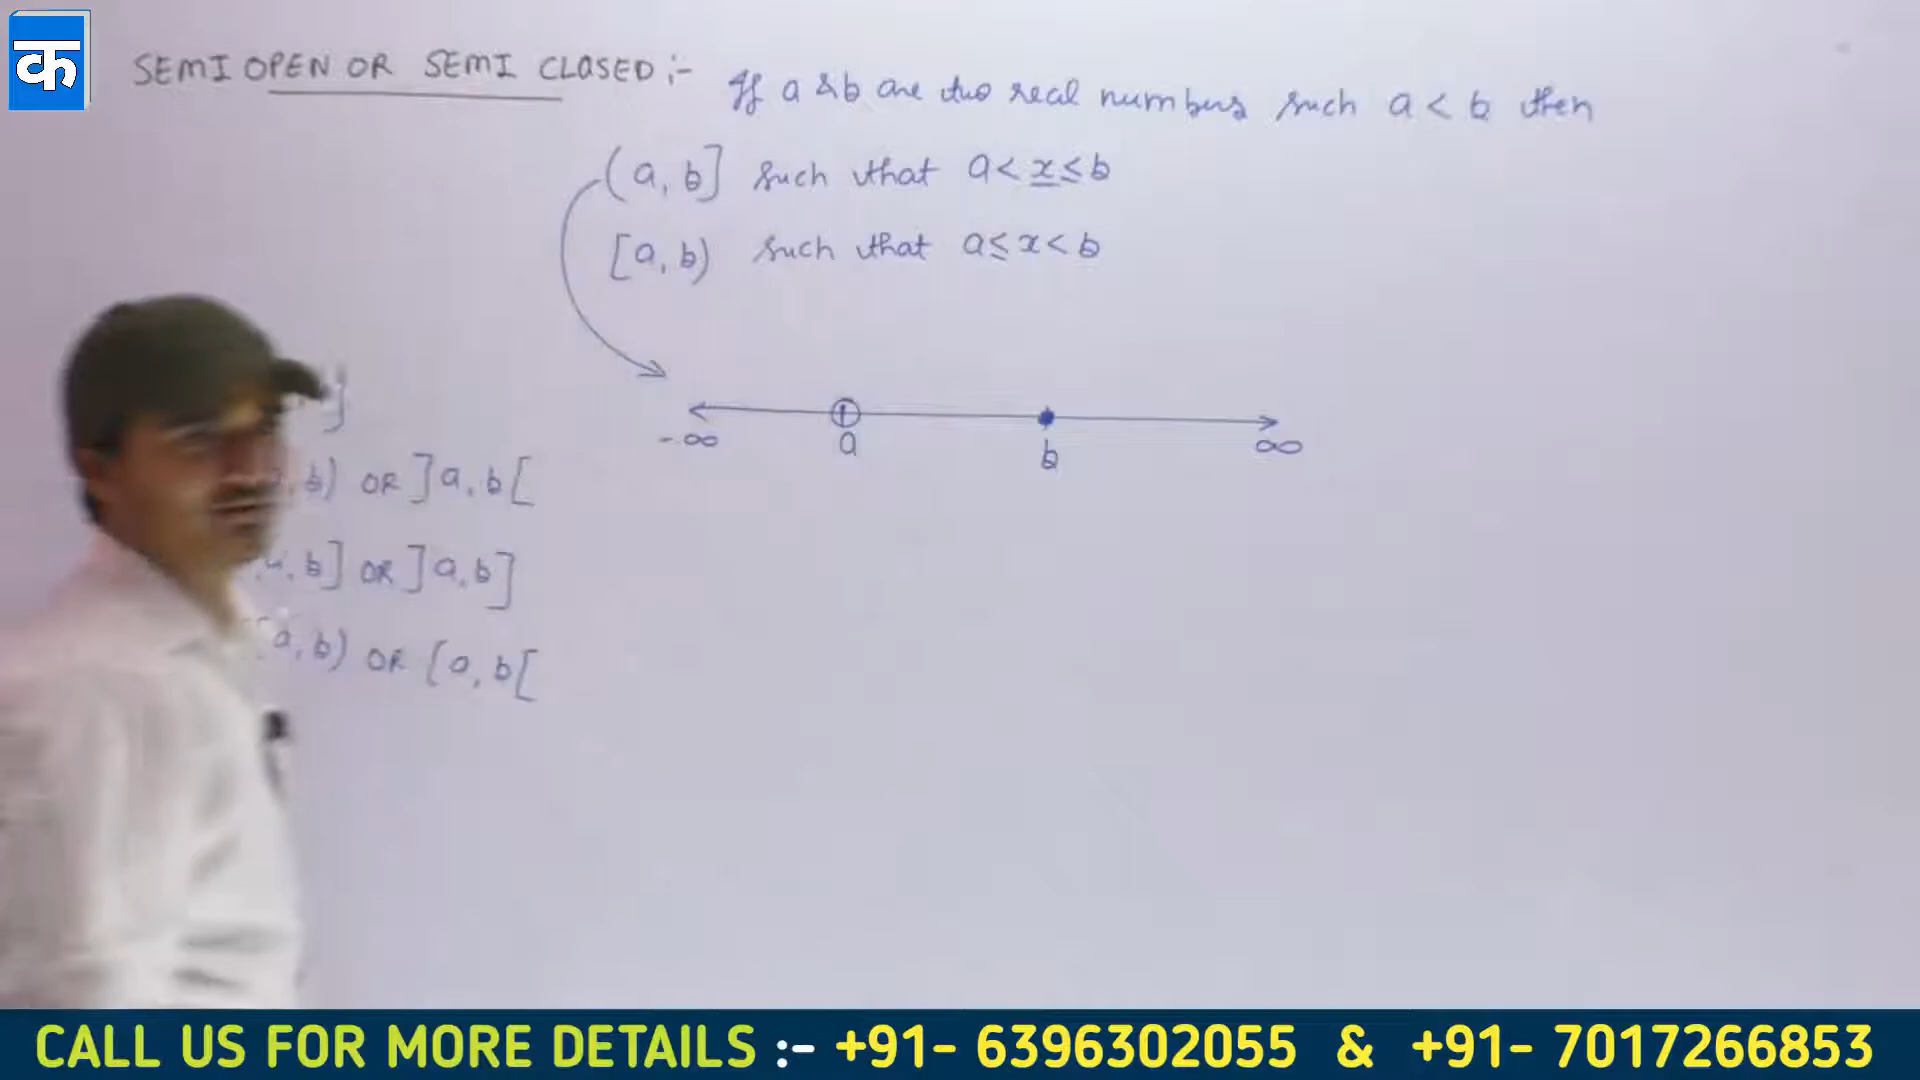 क
SEMI OPEN OR SEMI CLOSED :-
If a & b are two real numbers such a < b then
(a, b] such that a < x ≤ b
[a, b) such that a ≤ x < b
-∞ a b ∞
]
, b) OR ]a, b[
, b] OR ]a, b]
[a, b) OR [a, b[
CALL US FOR MORE DETAILS :- +91- 6396302055 & +91- 7017266853